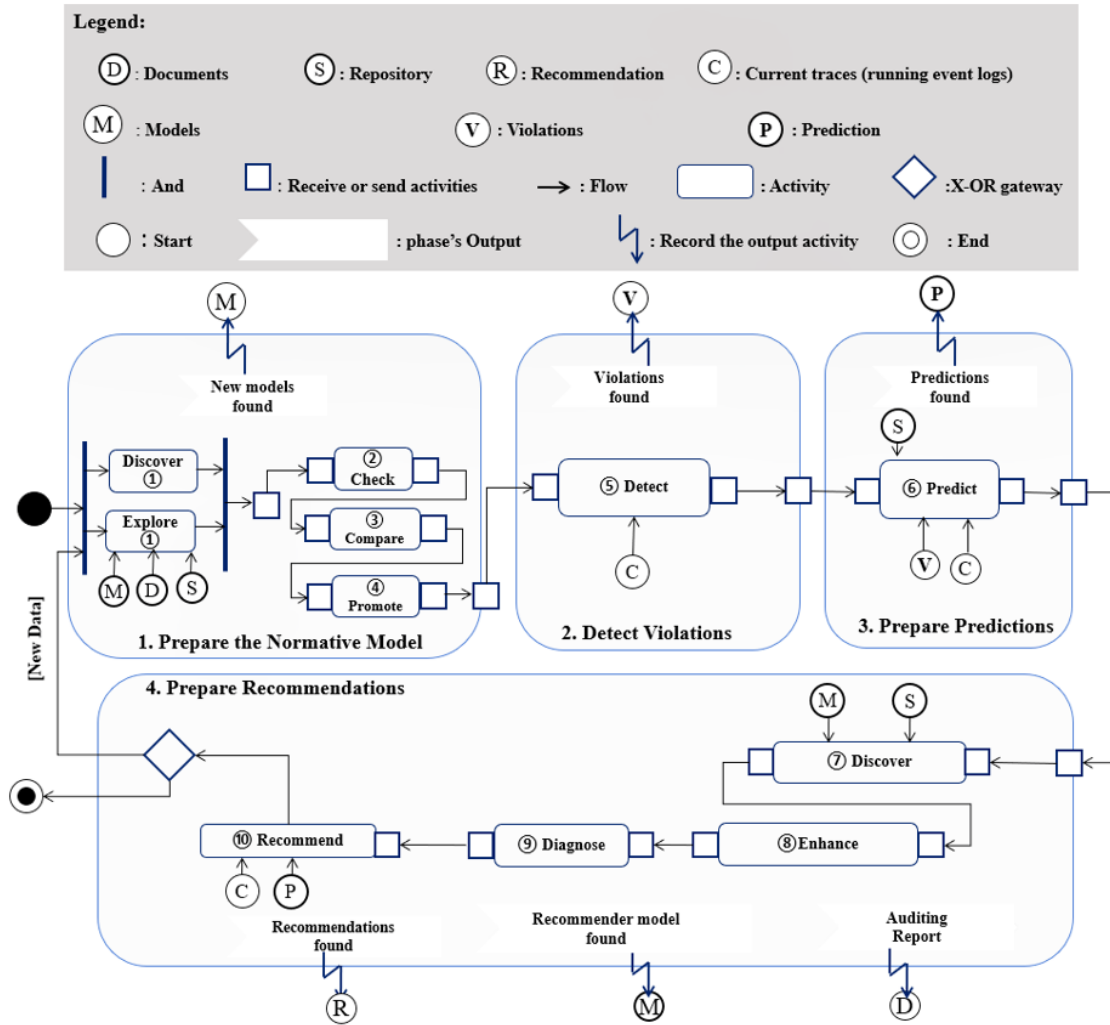 Legend:
D : Documents
S : Repository
R : Recommendation
C : Current traces (running event logs)
M : Models
V : Violations
P : Prediction
: And
: Receive or send activities
: Flow
: Activity
:X-OR gateway
: Start
: phase's Output
: Record the output activity
: End
M
V
P
New models
found
Violations
found
Predictions
found
Discover
①
Explore
①
M
D
S
②
Check
③
Compare
④
Promote
1. Prepare the Normative Model
⑤ Detect
C
2. Detect Violations
S
⑥ Predict
V
C
3. Prepare Predictions
[New Data]
4. Prepare Recommendations
M
S
⑦ Discover
⑧Enhance
⑨ Diagnose
⑩ Recommend
C
P
Recommendations
found
Recommender model
found
Auditing
Report
R
M
D